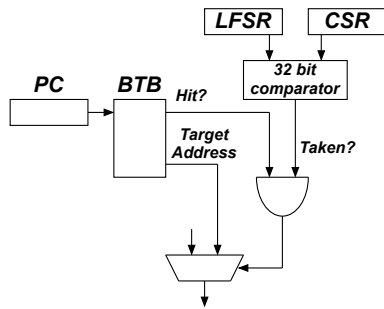 LFSR
CSR
32 bit
comparator
PC
BTB
Hit?
Target
Address
Taken?